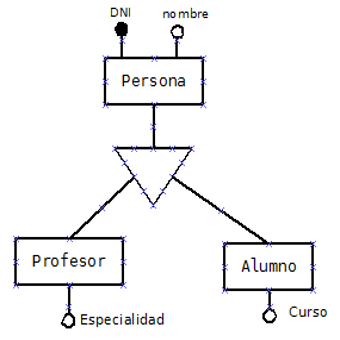 DNI
nombre
Persona
Profesor
Alumno
Especialidad
Curso